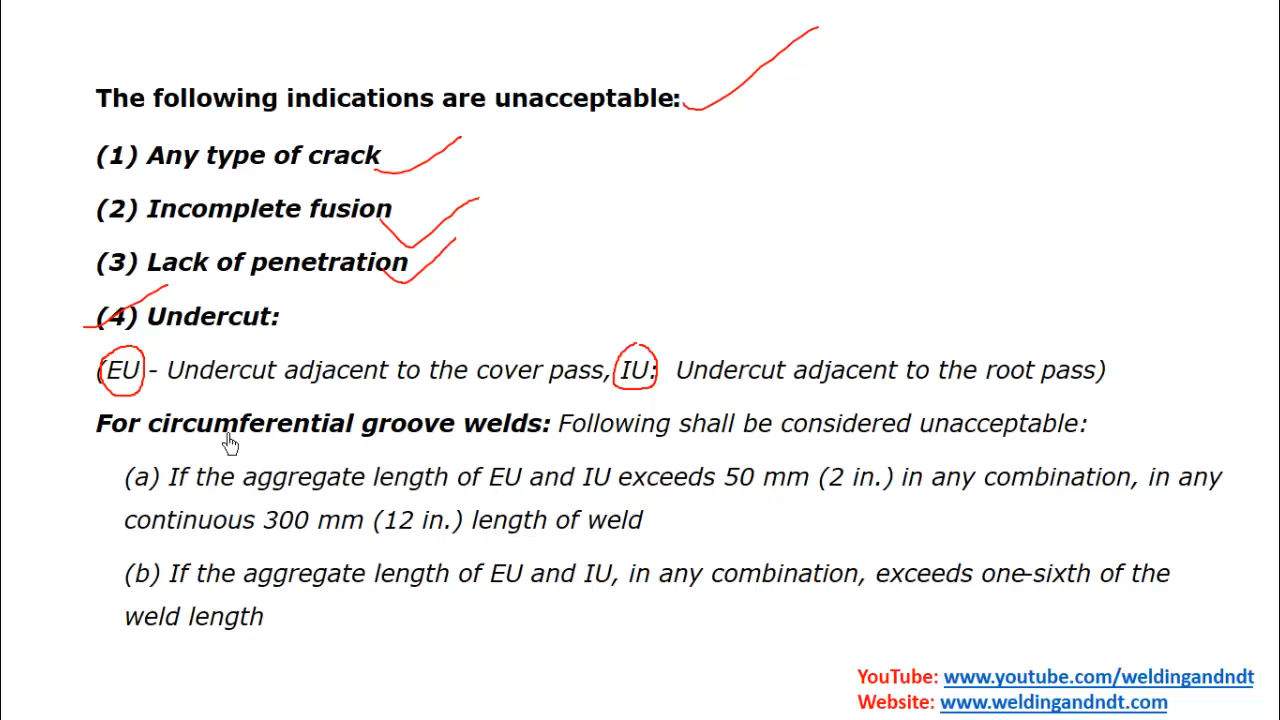 The following indications are unacceptable:
(1) Any type of crack
(2) Incomplete fusion
(3) Lack of penetration
(4) Undercut:
(EU - Undercut adjacent to the cover pass, IU: Undercut adjacent to the root pass)
For circumferential groove welds: Following shall be considered unacceptable:
(a) If the aggregate length of EU and IU exceeds 50 mm (2 in.) in any combination, in any
continuous 300 mm (12 in.) length of weld
(b) If the aggregate length of EU and IU, in any combination, exceeds one-sixth of the
weld length
YouTube: www.youtube.com/weldingandndt
Website: www.weldingandndt.com